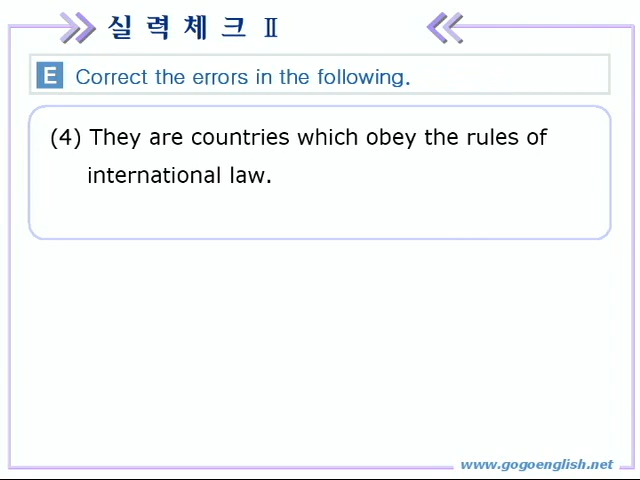 실 력 체 크 Ⅱ
E Correct the errors in the following.
(4) They are countries which obey the rules of
international law.
www.gogoenglish.net